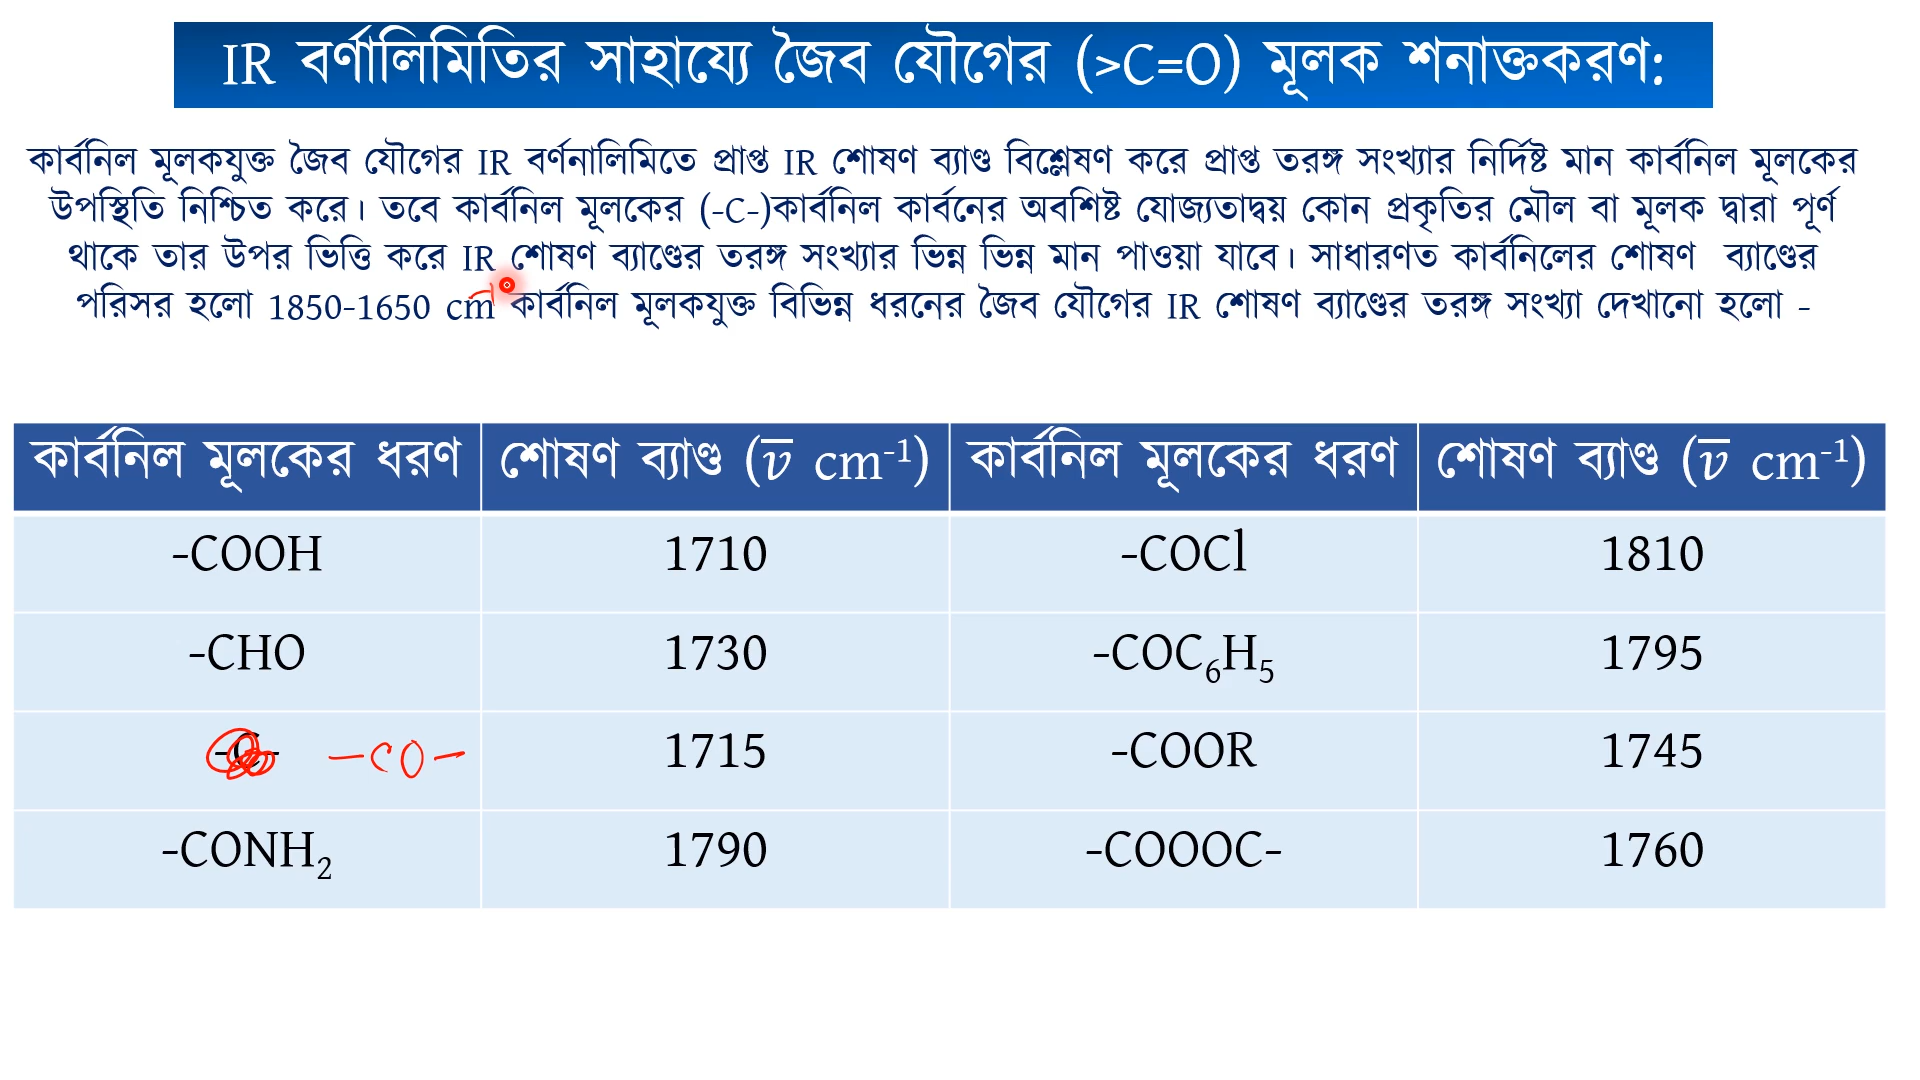 IR বর্ণালিমিতির সাহায্যে জৈব যৌগের (>C=O) মূলক শনাক্তকরণ:
কার্বনিল মূলকযুক্ত জৈব যৌগের IR বর্ণনালিমিতে প্রাপ্ত IR শোষণ ব্যাণ্ড বিশ্লেষণ করে প্রাপ্ত তরঙ্গ সংখ্যার নির্দিষ্ট মান কার্বনিল মূলকের
উপস্থিতি নিশ্চিত করে। তবে কার্বনিল মূলকের (-C-)কার্বনিল কার্বনের অবশিষ্ট যোজ্যতাদ্বয় কোন প্রকৃতির মৌল বা মূলক দ্বারা পূর্ণ
থাকে তার উপর ভিত্তি করে IR শোষণ ব্যাণ্ডের তরঙ্গ সংখ্যার ভিন্ন ভিন্ন মান পাওয়া যাবে। সাধারণত কার্বনিলের শোষণ ব্যাণ্ডের
পরিসর হলো 1850-1650 cm⁻¹ কার্বনিল মূলকযুক্ত বিভিন্ন ধরনের জৈব যৌগের IR শোষণ ব্যাণ্ডের তরঙ্গ সংখ্যা দেখানো হলো -
কার্বনিল মূলকের ধরণ শোষণ ব্যাণ্ড (ν̅ cm⁻¹) কার্বনিল মূলকের ধরণ শোষণ ব্যাণ্ড (ν̅ cm⁻¹)
-COOH 1710 -COCl 1810
-CHO 1730 -COC₆H₅ 1795
-C- -CO- 1715 -COOR 1745
-CONH₂ 1790 -COOOC- 1760